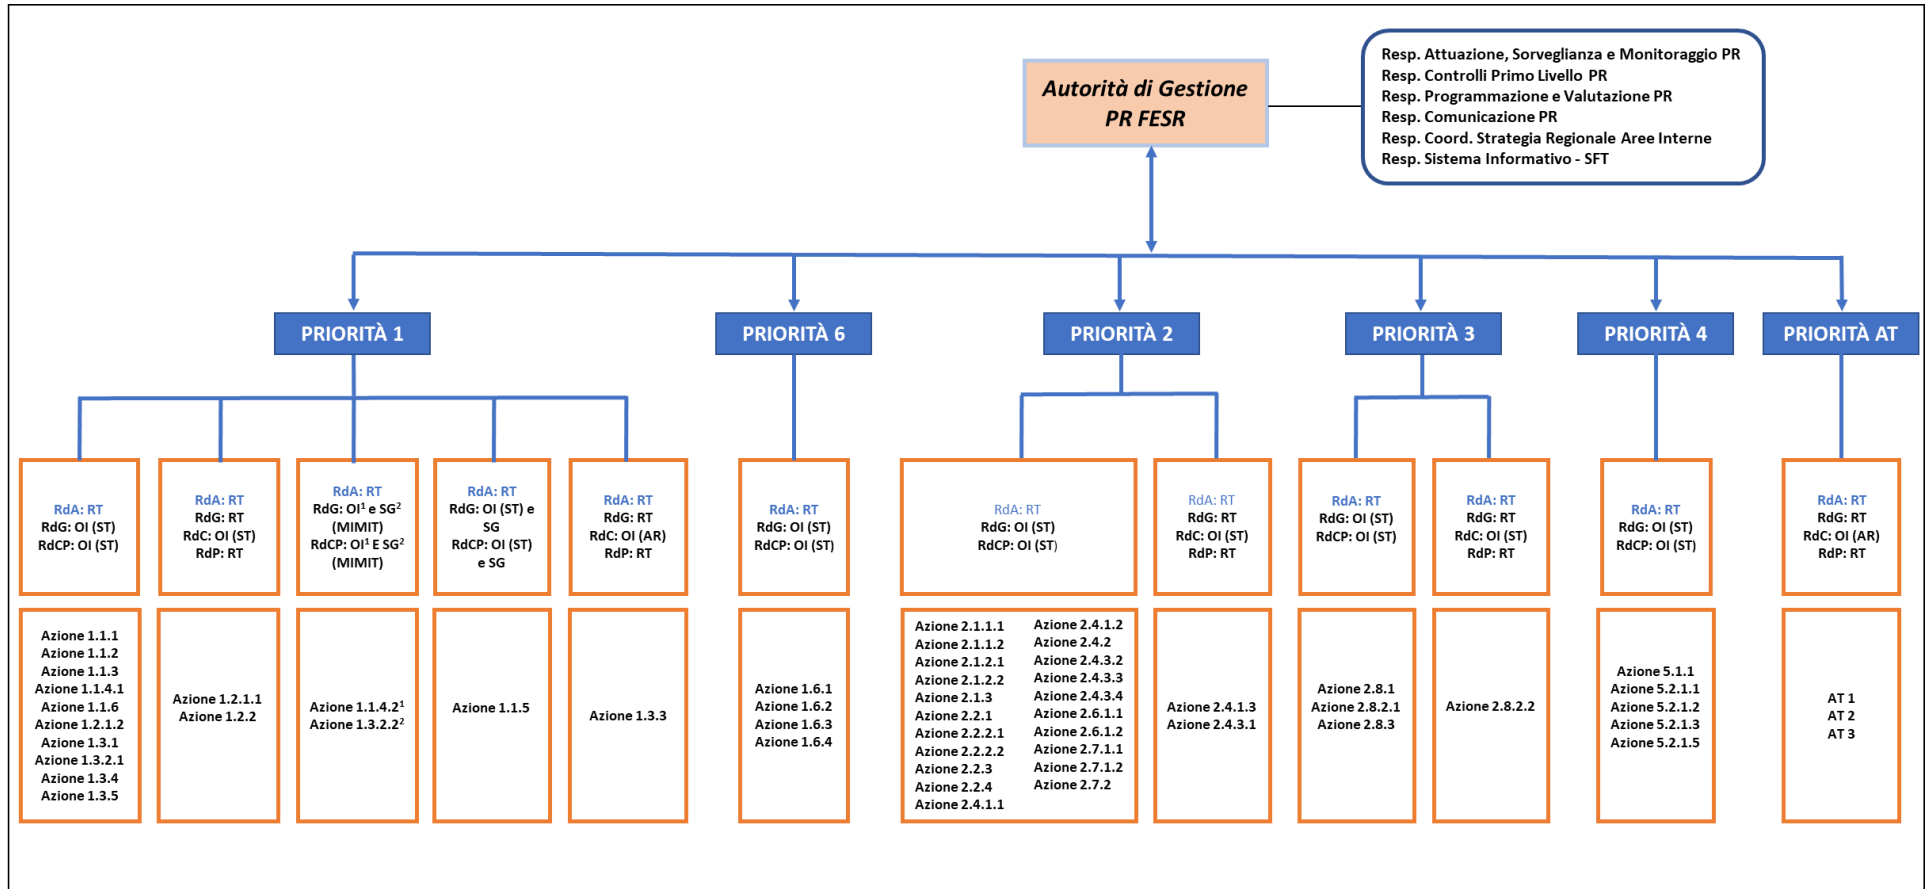 Autorità di Gestione
PR FESR
Resp. Attuazione, Sorveglianza e Monitoraggio PR
Resp. Controlli Primo Livello PR
Resp. Programmazione e Valutazione PR
Resp. Comunicazione PR
Resp. Coord. Strategia Regionale Aree Interne
Resp. Sistema Informativo - SFT
PRIORITÀ 1
PRIORITÀ 6
PRIORITÀ 2
PRIORITÀ 3
PRIORITÀ 4
PRIORITÀ AT
RdA: RT
RdG: OI (ST)
RdCP: OI (ST)
RdA: RT
RdG: RT
RdC: OI (ST)
RdP: RT
RdA: RT
RdG: OI¹ e SG²
(MIMIT)
RdCP: OI¹ E SG²
(MIMIT)
RdA: RT
RdG: OI (ST) e
SG
RdCP: OI (ST)
e SG
RdA: RT
RdG: RT
RdC: OI (AR)
RdP: RT
RdA: RT
RdG: OI (ST)
RdCP: OI (ST)
RdA: RT
RdG: OI (ST)
RdCP: OI (ST)
RdA: RT
RdG: RT
RdC: OI (ST)
RdP: RT
RdA: RT
RdG: OI (ST)
RdCP: OI (ST)
RdA: RT
RdG: RT
RdC: OI (ST)
RdP: RT
RdA: RT
RdG: OI (ST)
RdCP: OI (ST)
RdA: RT
RdG: RT
RdC: OI (AR)
RdP: RT
Azione 1.1.1
Azione 1.1.2
Azione 1.1.3
Azione 1.1.4.1
Azione 1.1.6
Azione 1.2.1.2
Azione 1.3.1
Azione 1.3.2.1
Azione 1.3.4
Azione 1.3.5
Azione 1.2.1.1
Azione 1.2.2
Azione 1.1.4.2¹
Azione 1.3.2.2²
Azione 1.1.5
Azione 1.3.3
Azione 1.6.1
Azione 1.6.2
Azione 1.6.3
Azione 1.6.4
Azione 2.1.1.1
Azione 2.1.1.2
Azione 2.1.2.1
Azione 2.1.2.2
Azione 2.1.3
Azione 2.2.1
Azione 2.2.2.1
Azione 2.2.2.2
Azione 2.2.3
Azione 2.2.4
Azione 2.4.1.1
Azione 2.4.1.2
Azione 2.4.2
Azione 2.4.3.2
Azione 2.4.3.3
Azione 2.4.3.4
Azione 2.6.1.1
Azione 2.6.1.2
Azione 2.7.1.1
Azione 2.7.1.2
Azione 2.7.2
Azione 2.4.1.3
Azione 2.4.3.1
Azione 2.8.1
Azione 2.8.2.1
Azione 2.8.3
Azione 2.8.2.2
Azione 5.1.1
Azione 5.2.1.1
Azione 5.2.1.2
Azione 5.2.1.3
Azione 5.2.1.5
AT 1
AT 2
AT 3